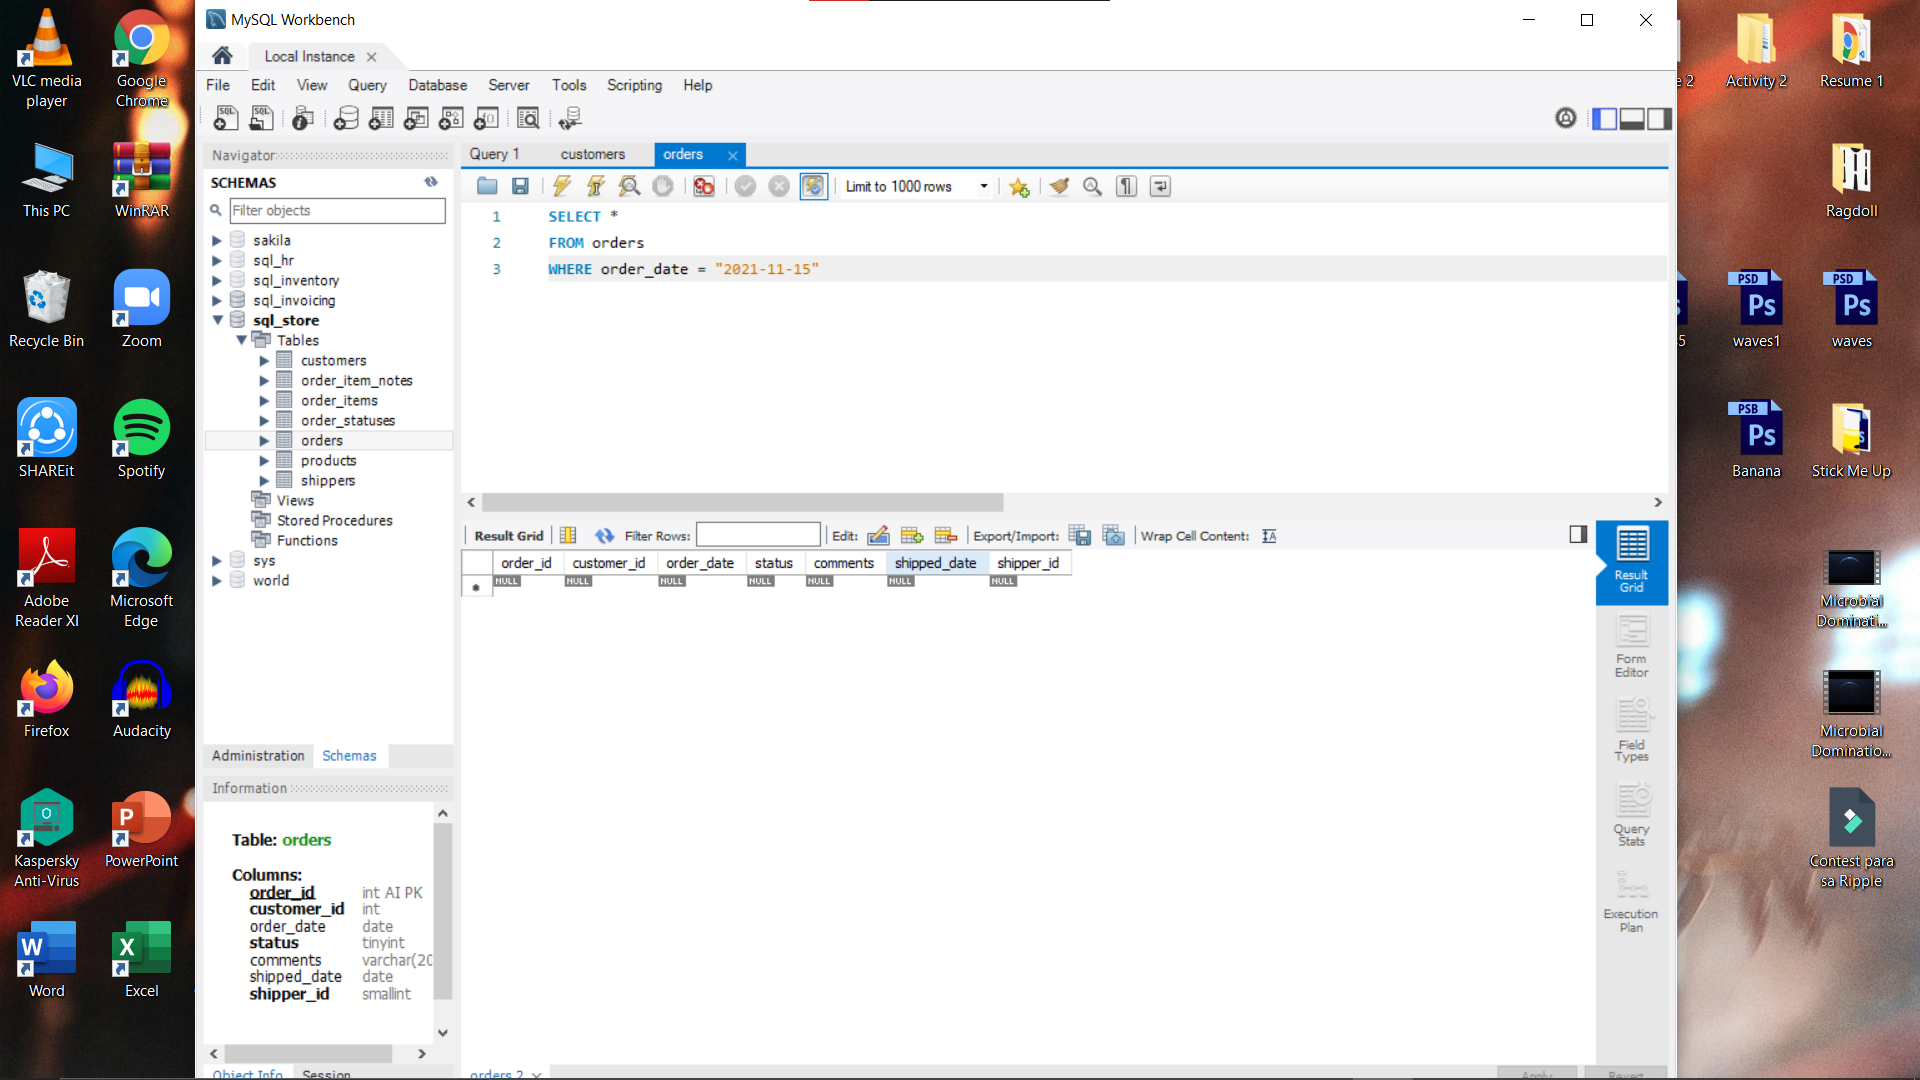 VLC media
player
Google
Chrome
This PC
WinRAR
Recycle Bin
Zoom
SHAREit
Spotify
Adobe
Reader XI
Microsoft
Edge
Firefox
Audacity
Kaspersky
Anti-Virus
PowerPoint
Word
Excel
MySQL Workbench
Local Instance
File Edit View Query Database Server Tools Scripting Help
Navigator
SCHEMAS
Filter objects
sakila
sql_hr
sql_inventory
sql_invoicing
sql_store
Tables
customers
order_item_notes
order_items
order_statuses
orders
products
shippers
Views
Stored Procedures
Functions
sys
world
Administration Schemas
Information
Table: orders
Columns:
order_id int AI PK
customer_id int
order_date date
status tinyint
comments varchar(20
shipped_date date
shipper_id smallint
Object Info Session
Query 1 customers orders
Limit to 1000 rows
1 SELECT *
2 FROM orders
3 WHERE order_date = "2021-11-15"
Result Grid Filter Rows: Edit: Export/Import: Wrap Cell Content:
order_id customer_id order_date status comments shipped_date shipper_id
NULL NULL NULL NULL NULL NULL NULL
Result
Grid
Form
Editor
Field
Types
Query
Stats
Execution
Plan
orders 2
Apply Revert
e 2
Activity 2
Resume 1
Ragdoll
5
PSD
Ps
waves1
PSD
Ps
waves
PSB
Ps
Banana
Stick Me Up
Microbial
Dominati...
Microbial
Dominatio...
Contest para
sa Ripple